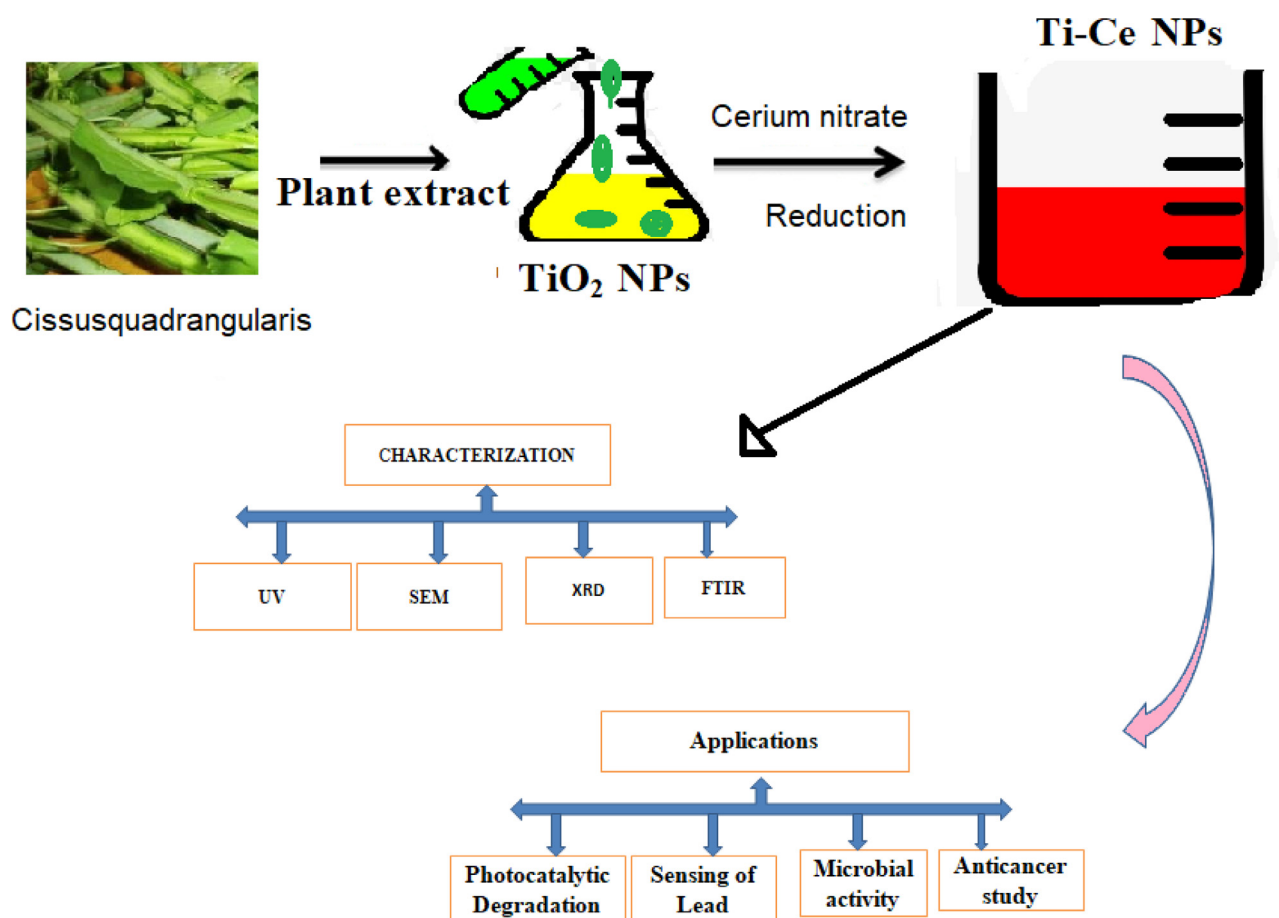 Ti-Ce NPs
Cerium nitrate
Plant extract
Reduction
TiO₂ NPs
Cissusquadrangularis
CHARACTERIZATION
UV
SEM
XRD
FTIR
Applications
Photocatalytic
Degradation
Sensing of
Lead
Microbial
activity
Anticancer
study